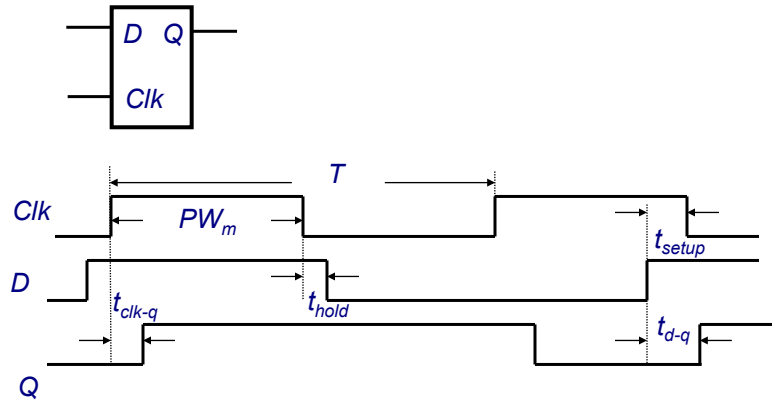 D Q
Clk
T
Clk
PWm
tsetup
D
tclk-q
thold
td-q
Q